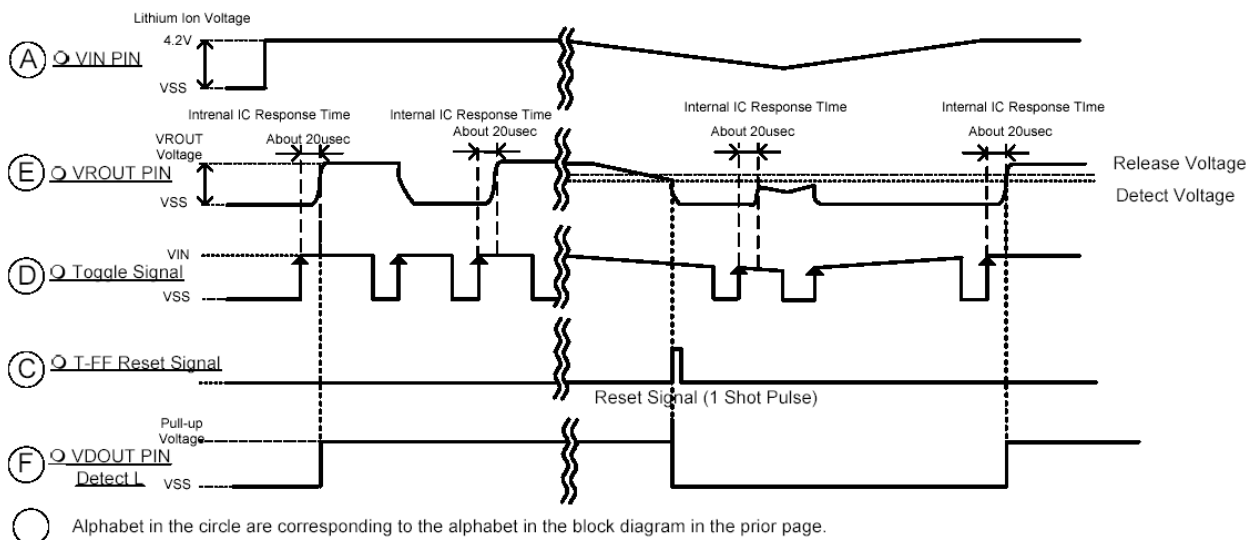 Lithium Ion Voltage
4.2V
A VIN PIN
VSS
Intrenal IC Response Time
Internal IC Response Time
Internal IC Response TIme
Internal IC Response Time
VROUT
Voltage
About 20usec
About 20usec
About 20usec
About 20usec
Release Voltage
E VROUT PIN
Detect Voltage
VSS
VIN
D Toggle Signal
VSS
C T-FF Reset Signal
Reset Signal (1 Shot Pulse)
Pull-up
Voltage
F VDOUT PIN
Detect L
VSS
Alphabet in the circle are corresponding to the alphabet in the block diagram in the prior page.